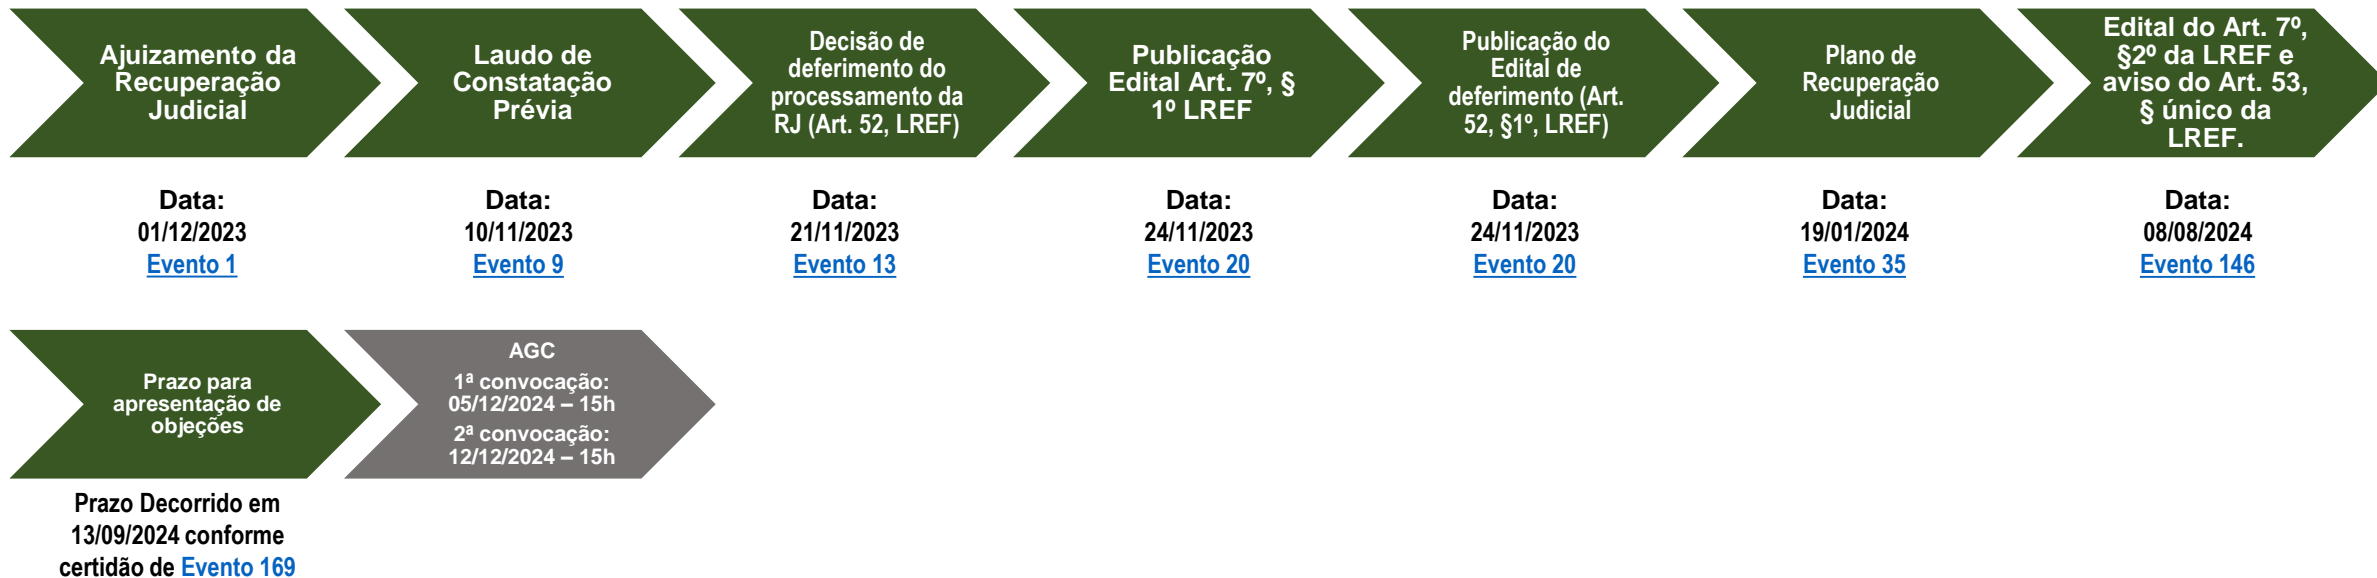 Ajuizamento da
Recuperação
Judicial
Data:
01/12/2023
Evento 1
Laudo de
Constatação
Prévia
Data:
10/11/2023
Evento 9
Decisão de
deferimento do
processamento da
RJ (Art. 52, LREF)
Data:
21/11/2023
Evento 13
Publicação
Edital Art. 7º, §
1º LREF
Data:
24/11/2023
Evento 20
Publicação do
Edital de
deferimento (Art.
52, §1º, LREF)
Data:
24/11/2023
Evento 20
Plano de
Recuperação
Judicial
Data:
19/01/2024
Evento 35
Edital do Art. 7º,
§2º da LREF e
aviso do Art. 53,
§ único da
LREF.
Data:
08/08/2024
Evento 146
Prazo para
apresentação de
objeções
Prazo Decorrido em
13/09/2024 conforme
certidão de Evento 169
AGC
1ª convocação:
05/12/2024 – 15h
2ª convocação:
12/12/2024 – 15h